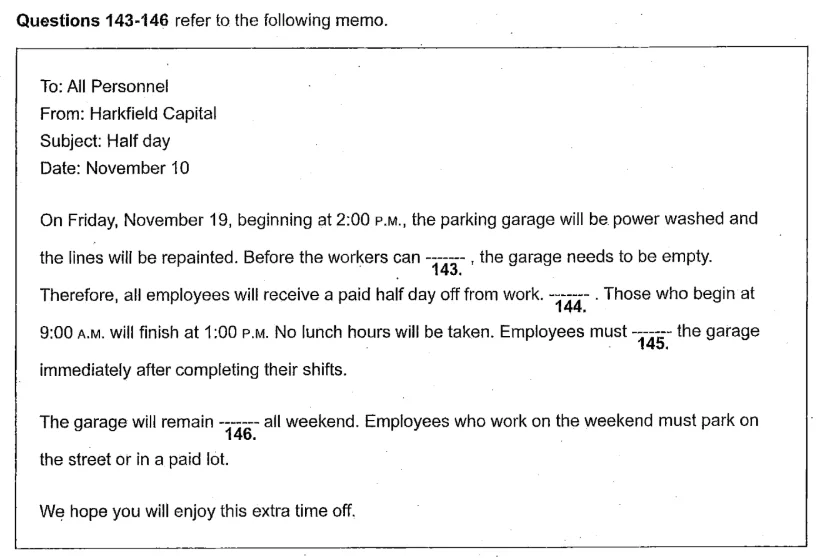 Questions 143-146 refer to the following memo.
To: All Personnel
From: Harkfield Capital
Subject: Half day
Date: November 10
On Friday, November 19, beginning at 2:00 P.M., the parking garage will be power washed and
the lines will be repainted. Before the workers can ------- , the garage needs to be empty.
143.
Therefore, all employees will receive a paid half day off from work. ------- . Those who begin at
144.
9:00 A.M. will finish at 1:00 P.M. No lunch hours will be taken. Employees must ------- the garage
145.
immediately after completing their shifts.
The garage will remain ------- all weekend. Employees who work on the weekend must park on
146.
the street or in a paid lot.
We hope you will enjoy this extra time off.